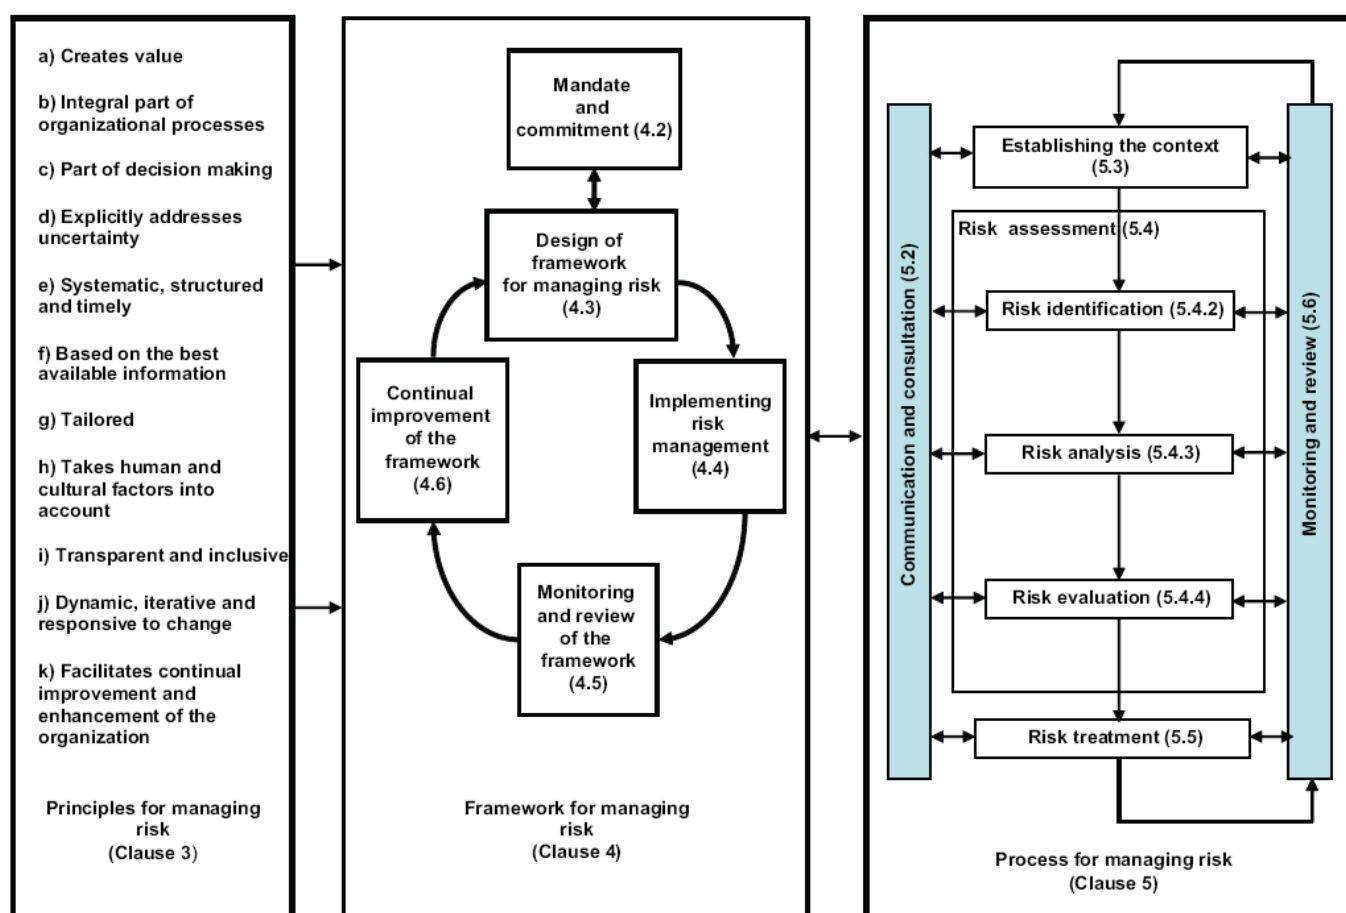 a) Creates value
b) Integral part of
organizational processes
c) Part of decision making
d) Explicitly addresses
uncertainty
e) Systematic, structured
and timely
f) Based on the best
available information
g) Tailored
h) Takes human and
cultural factors into
account
i) Transparent and inclusive
j) Dynamic, iterative and
responsive to change
k) Facilitates continual
improvement and
enhancement of the
organization
Principles for managing
risk
(Clause 3)
Mandate
and
commitment (4.2)
Design of
framework
for managing risk
(4.3)
Continual
improvement
of the
framework
(4.6)
Implementing
risk
management
(4.4)
Monitoring
and review
of the
framework
(4.5)
Framework for managing
risk
(Clause 4)
Communication and consultation (5.2)
Establishing the context
(5.3)
Risk assessment (5.4)
Risk identification (5.4.2)
Risk analysis (5.4.3)
Risk evaluation (5.4.4)
Risk treatment (5.5)
Monitoring and review (5.6)
Process for managing risk
(Clause 5)